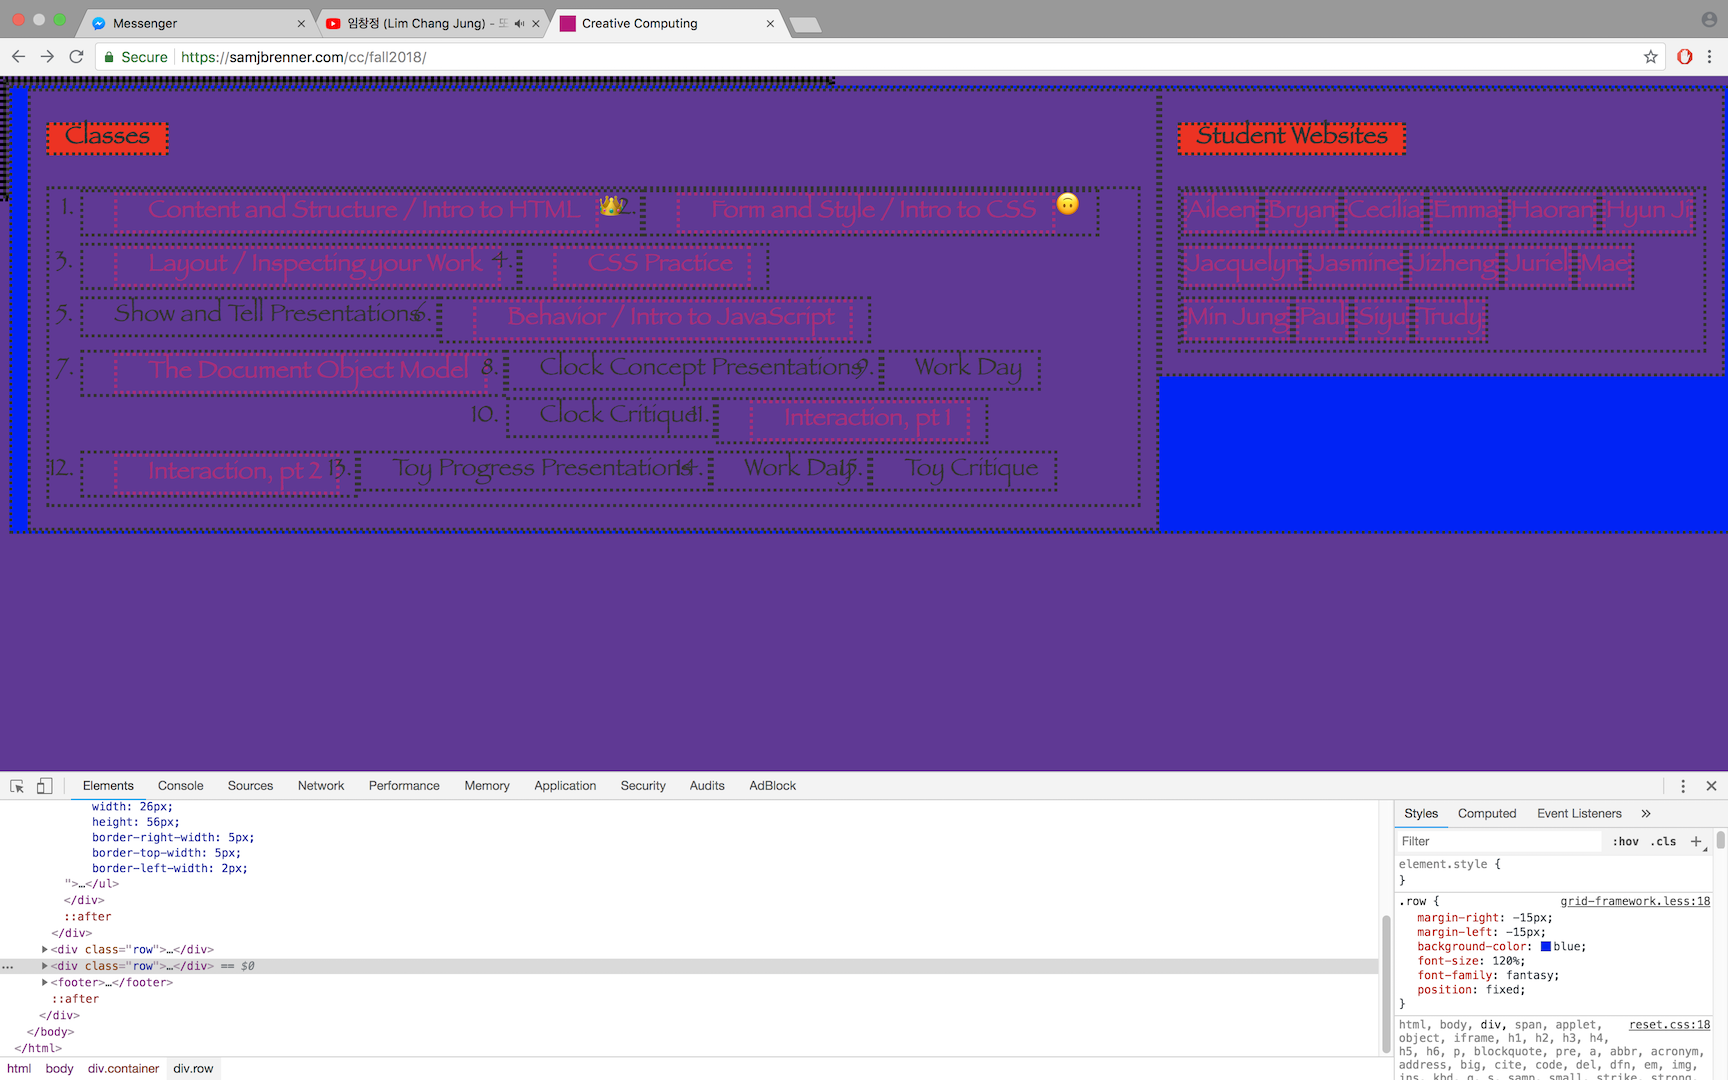 Messenger
임창정 (Lim Chang Jung) - 또
Creative Computing
Secure https://samjbrenner.com/cc/fall2018/
Classes
Student Websites
1. Content and Structure / Intro to HTML 👑 2. Form and Style / Intro to CSS 🙃
3. Layout / Inspecting your Work 4. CSS Practice
5. Show and Tell Presentations 6. Behavior / Intro to JavaScript
7. The Document Object Model 8. Clock Concept Presentations 9. Work Day
10. Clock Critique 11. Interaction, pt 1
12. Interaction, pt 2 13. Toy Progress Presentations 14. Work Day 15. Toy Critique
Aileen Bryan Cecilia Emma Haoran Hyun Ji
Jacquelyn Jasmine Jizheng Juriel Mae
Min Jung Paul Siyu Trudy
Elements Console Sources Network Performance Memory Application Security Audits AdBlock
width: 26px;
height: 56px;
border-right-width: 5px;
border-top-width: 5px;
border-left-width: 2px;
">…</ul>
</div>
::after
</div>
<div class="row">…</div>
<div class="row">…</div> == $0
<footer>…</footer>
::after
</div>
</body>
</html>
html body div.container div.row
Styles Computed Event Listeners »
Filter :hov .cls +
element.style {
}
.row { grid-framework.less:18
margin-right: -15px;
margin-left: -15px;
background-color: blue;
font-size: 120%;
font-family: fantasy;
position: fixed;
}
html, body, div, span, applet, reset.css:18
object, iframe, h1, h2, h3, h4,
h5, h6, p, blockquote, pre, a, abbr, acronym,
address, big, cite, code, del, dfn, em, img,
ins, kbd, q, s, samp, small, strike, strong,